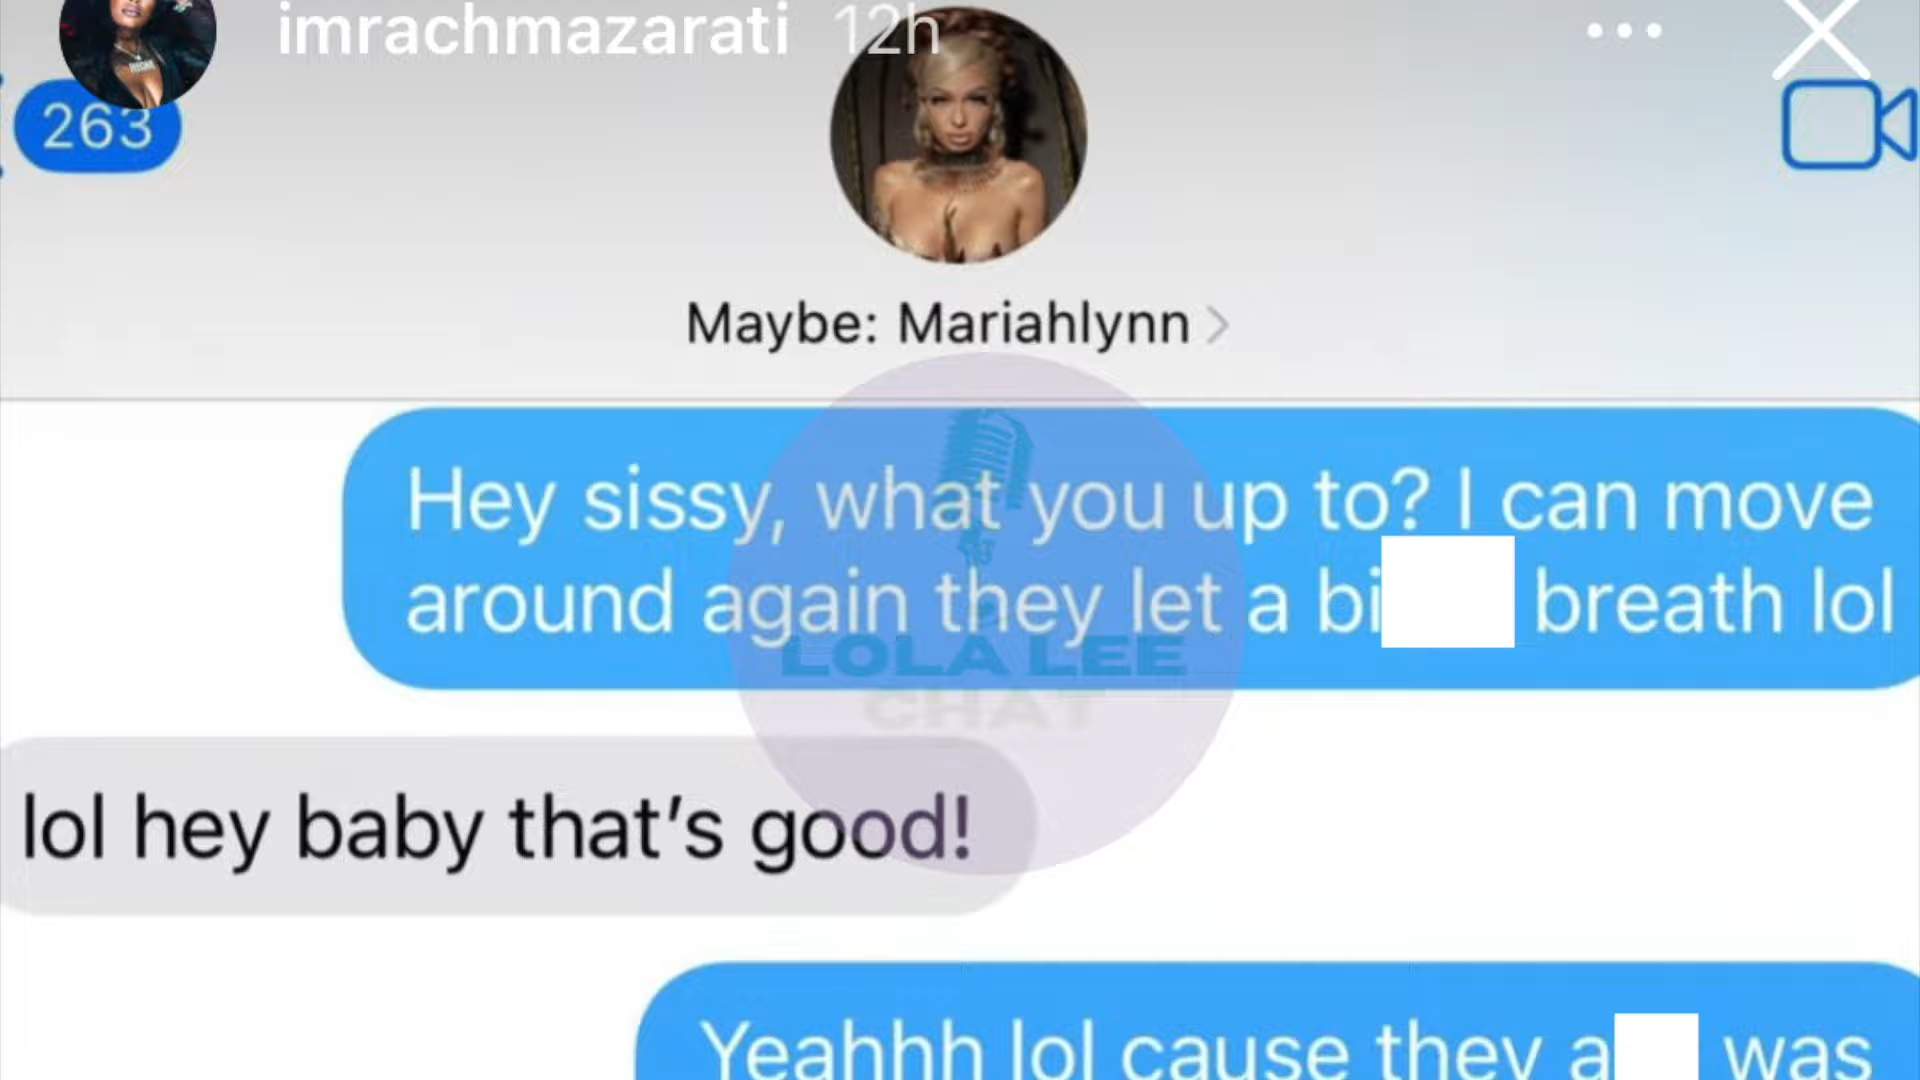 imrachmazarati 12h
263
Maybe: Mariahlynn
Hey sissy, what you up to? I can move
around again they let a bi breath lol
LOLA LEE
CHAT
lol hey baby that's good!
Yeahhh lol cause they a was